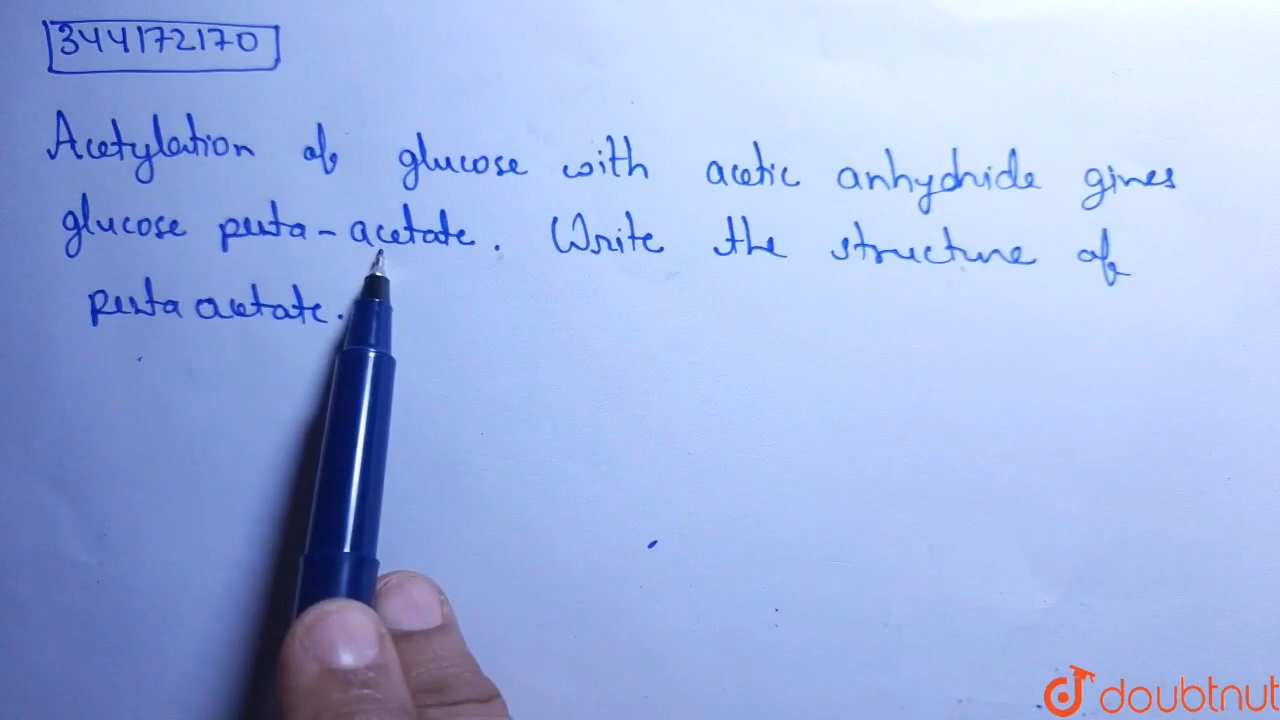 344172170
Acetylation of glucose with acetic anhydride gives
glucose penta-acetate. Write the structure of
penta acetate.
doubtnut